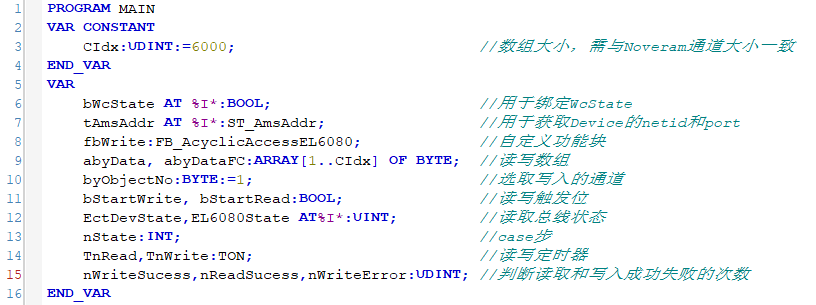 1 PROGRAM MAIN
2 VAR CONSTANT
3 CIdx:UDINT:=6000; //数组大小，需与Noveram通道大小一致
4 END_VAR
5 VAR
6 bWcState AT %I*:BOOL; //用于绑定WcState
7 tAmsAddr AT %I*:ST_AmsAddr; //用于获取Device的netid和port
8 fbWrite:FB_AcyclicAccessEL6080; //自定义功能块
9 abyData, abyDataFC:ARRAY[1..CIdx] OF BYTE; //读写数组
10 byObjectNo:BYTE:=1; //选取写入的通道
11 bStartWrite, bStartRead:BOOL; //读写触发位
12 EctDevState,EL6080State AT%I*:UINT; //读取总线状态
13 nState:INT; //case步
14 TnRead,TnWrite:TON; //读写定时器
15 nWriteSucess,nReadSucess,nWriteError:UDINT; //判断读取和写入成功失败的次数
16 END_VAR